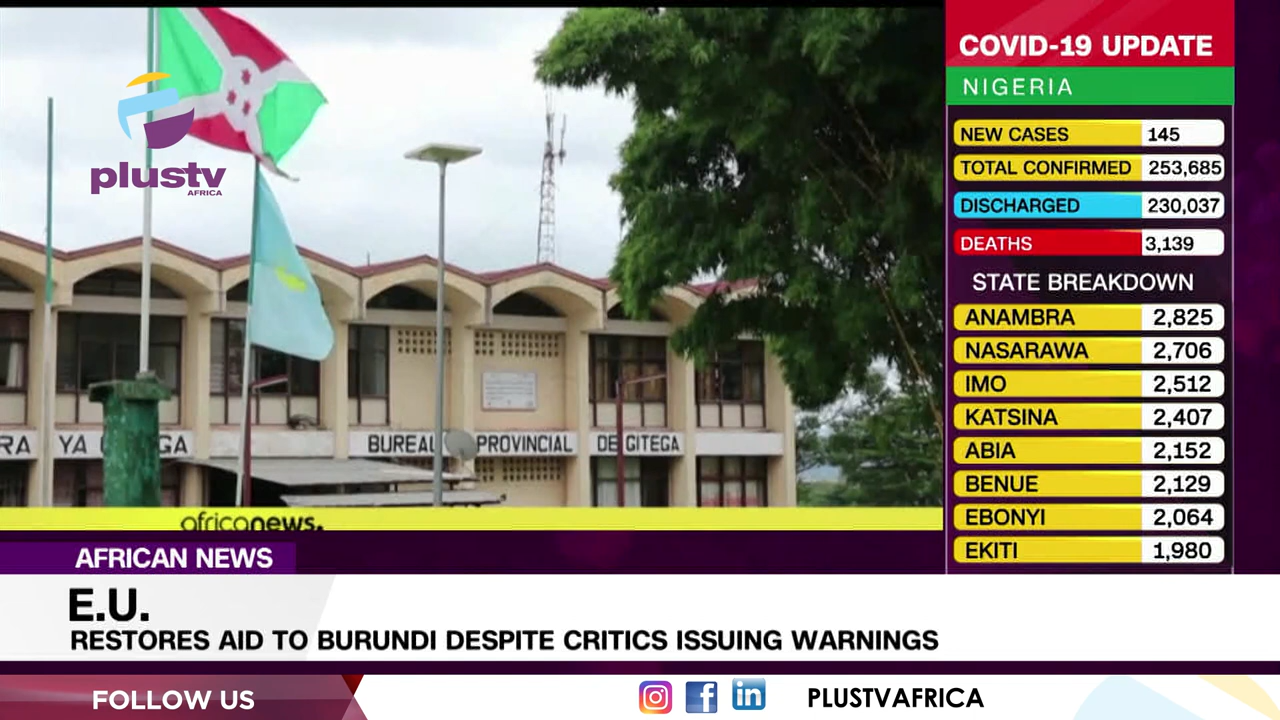 plustv
AFRICA
RA YA
GA
BUREAU PROVINCIAL DE GITEGA
africanews.
AFRICAN NEWS
E.U.
RESTORES AID TO BURUNDI DESPITE CRITICS ISSUING WARNINGS
FOLLOW US
PLUSTVAFRICA
COVID-19 UPDATE
NIGERIA
NEW CASES 145
TOTAL CONFIRMED 253,685
DISCHARGED 230,037
DEATHS 3,139
STATE BREAKDOWN
ANAMBRA 2,825
NASARAWA 2,706
IMO 2,512
KATSINA 2,407
ABIA 2,152
BENUE 2,129
EBONYI 2,064
EKITI 1,980